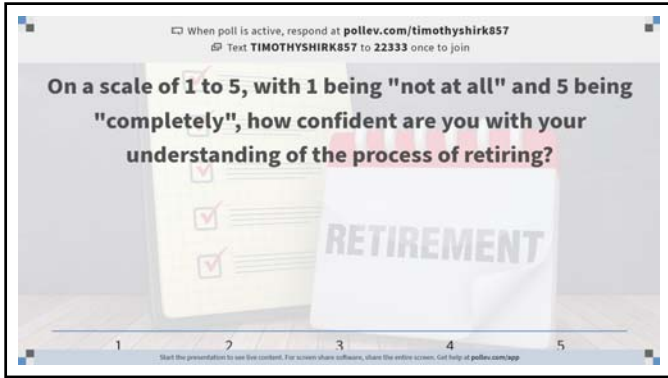 When poll is active, respond at pollev.com/timothyshirk857
Text TIMOTHYSHIRK857 to 22333 once to join
On a scale of 1 to 5, with 1 being "not at all" and 5 being
"completely", how confident are you with your
understanding of the process of retiring?
RETIREMENT
1 2 3 4 5
Start the presentation to see live content. For screen share software, share the entire screen. Get help at pollev.com/app